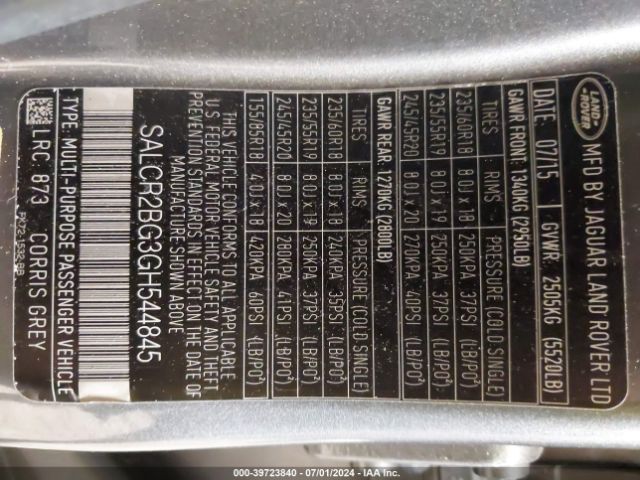 LAND ROVER
MFD BY JAGUAR LAND ROVER LTD
DATE: 07/15 GVWR: 2505KG (5520LB)
GAWR FRONT: 1340KG (2950LB)
TIRES RIMS PRESSURE (COLD SINGLE)
235/60R18 8.0J x 18 250KPA 37PSI (LB/PO²)
235/55R19 8.0J x 19 250KPA 37PSI (LB/PO²)
245/45R20 8.0J x 20 270KPA 40PSI (LB/PO²)
GAWR REAR: 1270KG (2800LB)
TIRES RIMS PRESSURE (COLD SINGLE)
235/60R18 8.0J x 18 240KPA 35PSI (LB/PO²)
235/55R19 8.0J x 19 250KPA 37PSI (LB/PO²)
245/45R20 8.0J x 20 280KPA 41PSI (LB/PO²)
155/85R18 4.0J x 18 420KPA 60PSI (LB/PO²)
THIS VEHICLE CONFORMS TO ALL APPLICABLE
U S FEDERAL MOTOR VEHICLE SAFETY AND THEFT
PREVENTION STANDARDS IN EFFECT ON THE DATE OF
MANUFACTURE SHOWN ABOVE
SALCR2BG3GH544845
TYPE: MULTI-PURPOSE PASSENGER VEHICLE
LRC 873 CORRIS GREY
000-39723840 - 07/01/2024 - IAA Inc.